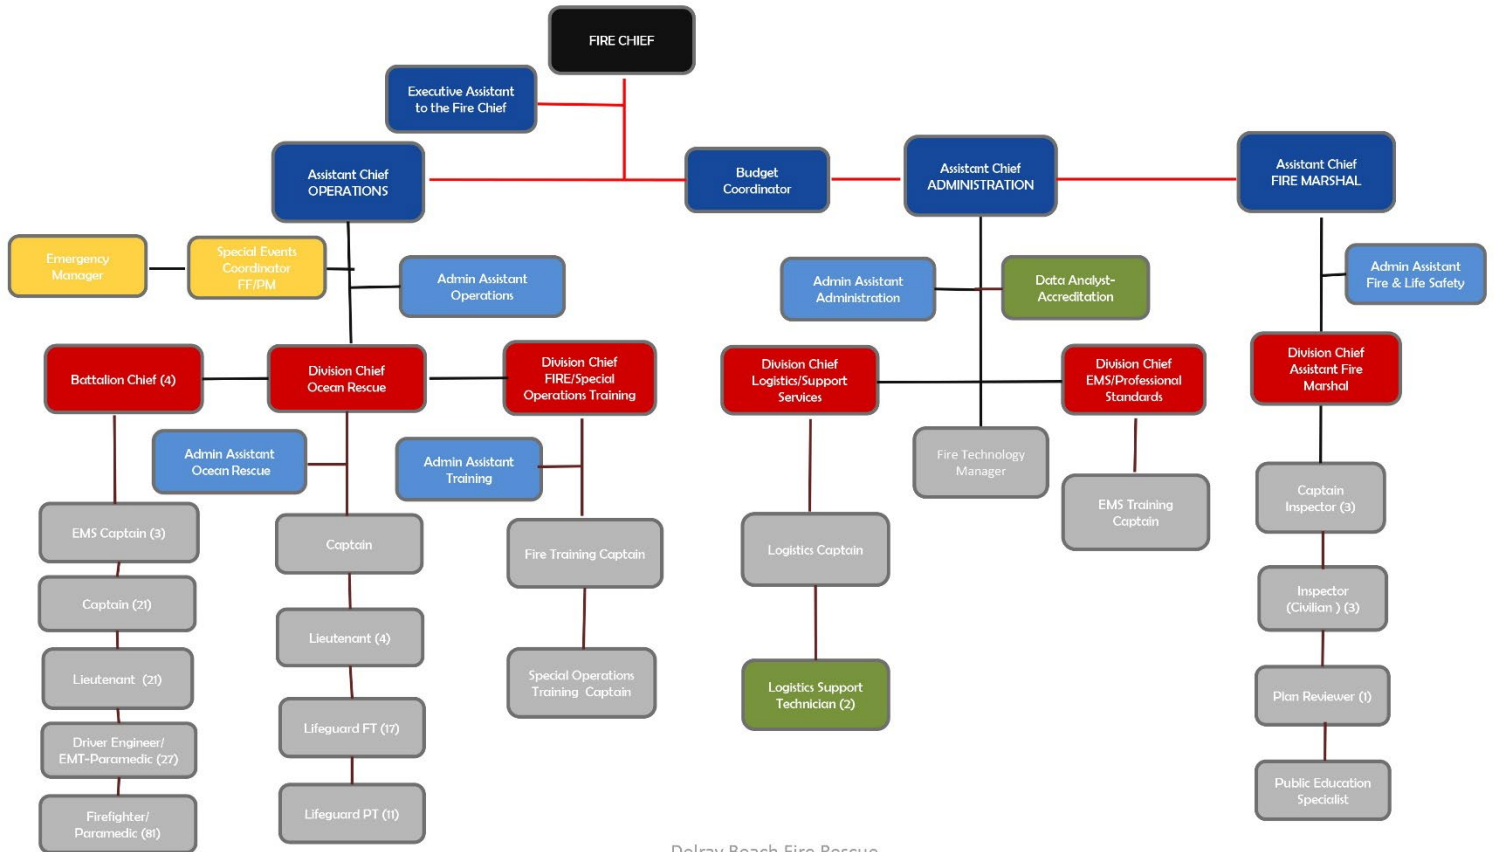 FIRE CHIEF
Executive Assistant
to the Fire Chief
Assistant Chief
OPERATIONS
Budget
Coordinator
Assistant Chief
ADMINISTRATION
Assistant Chief
FIRE MARSHAL
Emergency
Manager
Special Events
Coordinator
FF/PM
Admin Assistant
Operations
Admin Assistant
Administration
Data Analyst-
Accreditation
Admin Assistant
Fire & Life Safety
Battalion Chief (4)
Division Chief
Ocean Rescue
Division Chief
FIRE/Special
Operations Training
Division Chief
Logistics/Support
Services
Division Chief
EMS/Professional
Standards
Division Chief
Assistant Fire
Marshal
Admin Assistant
Ocean Rescue
Admin Assistant
Training
Fire Technology
Manager
EMS Captain (3)
Captain (21)
Lieutenant (21)
Driver Engineer/
EMT-Paramedic (27)
Firefighter/
Paramedic (81)
Captain
Lieutenant (4)
Lifeguard FT (17)
Lifeguard PT (11)
Fire Training Captain
Special Operations
Training Captain
Logistics Captain
Logistics Support
Technician (2)
EMS Training
Captain
Captain
Inspector (3)
Inspector
(Civilian ) (3)
Plan Reviewer (1)
Public Education
Specialist
Delray Beach Fire Rescue